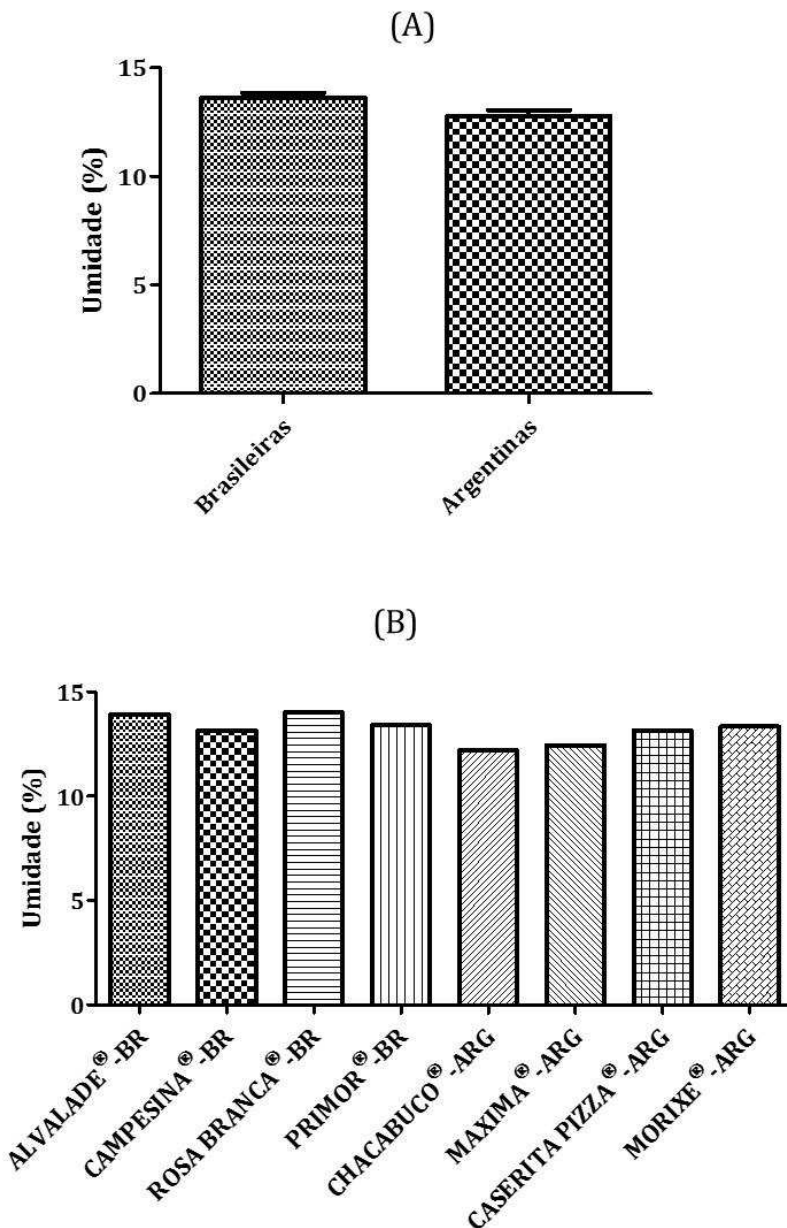 (A)
15
10
5
0
Umidade (%)
Brasileiras
Argentinas
(B)
15
10
5
0
Umidade (%)
ALVALADE®-BR
CAMPESINA®-BR
ROSA BRANCA®-BR
PRIMOR®-BR
CHACABUCO®-ARG
MAXIMA®-ARG
CASERITA PIZZA®-ARG
MORIXE®-ARG